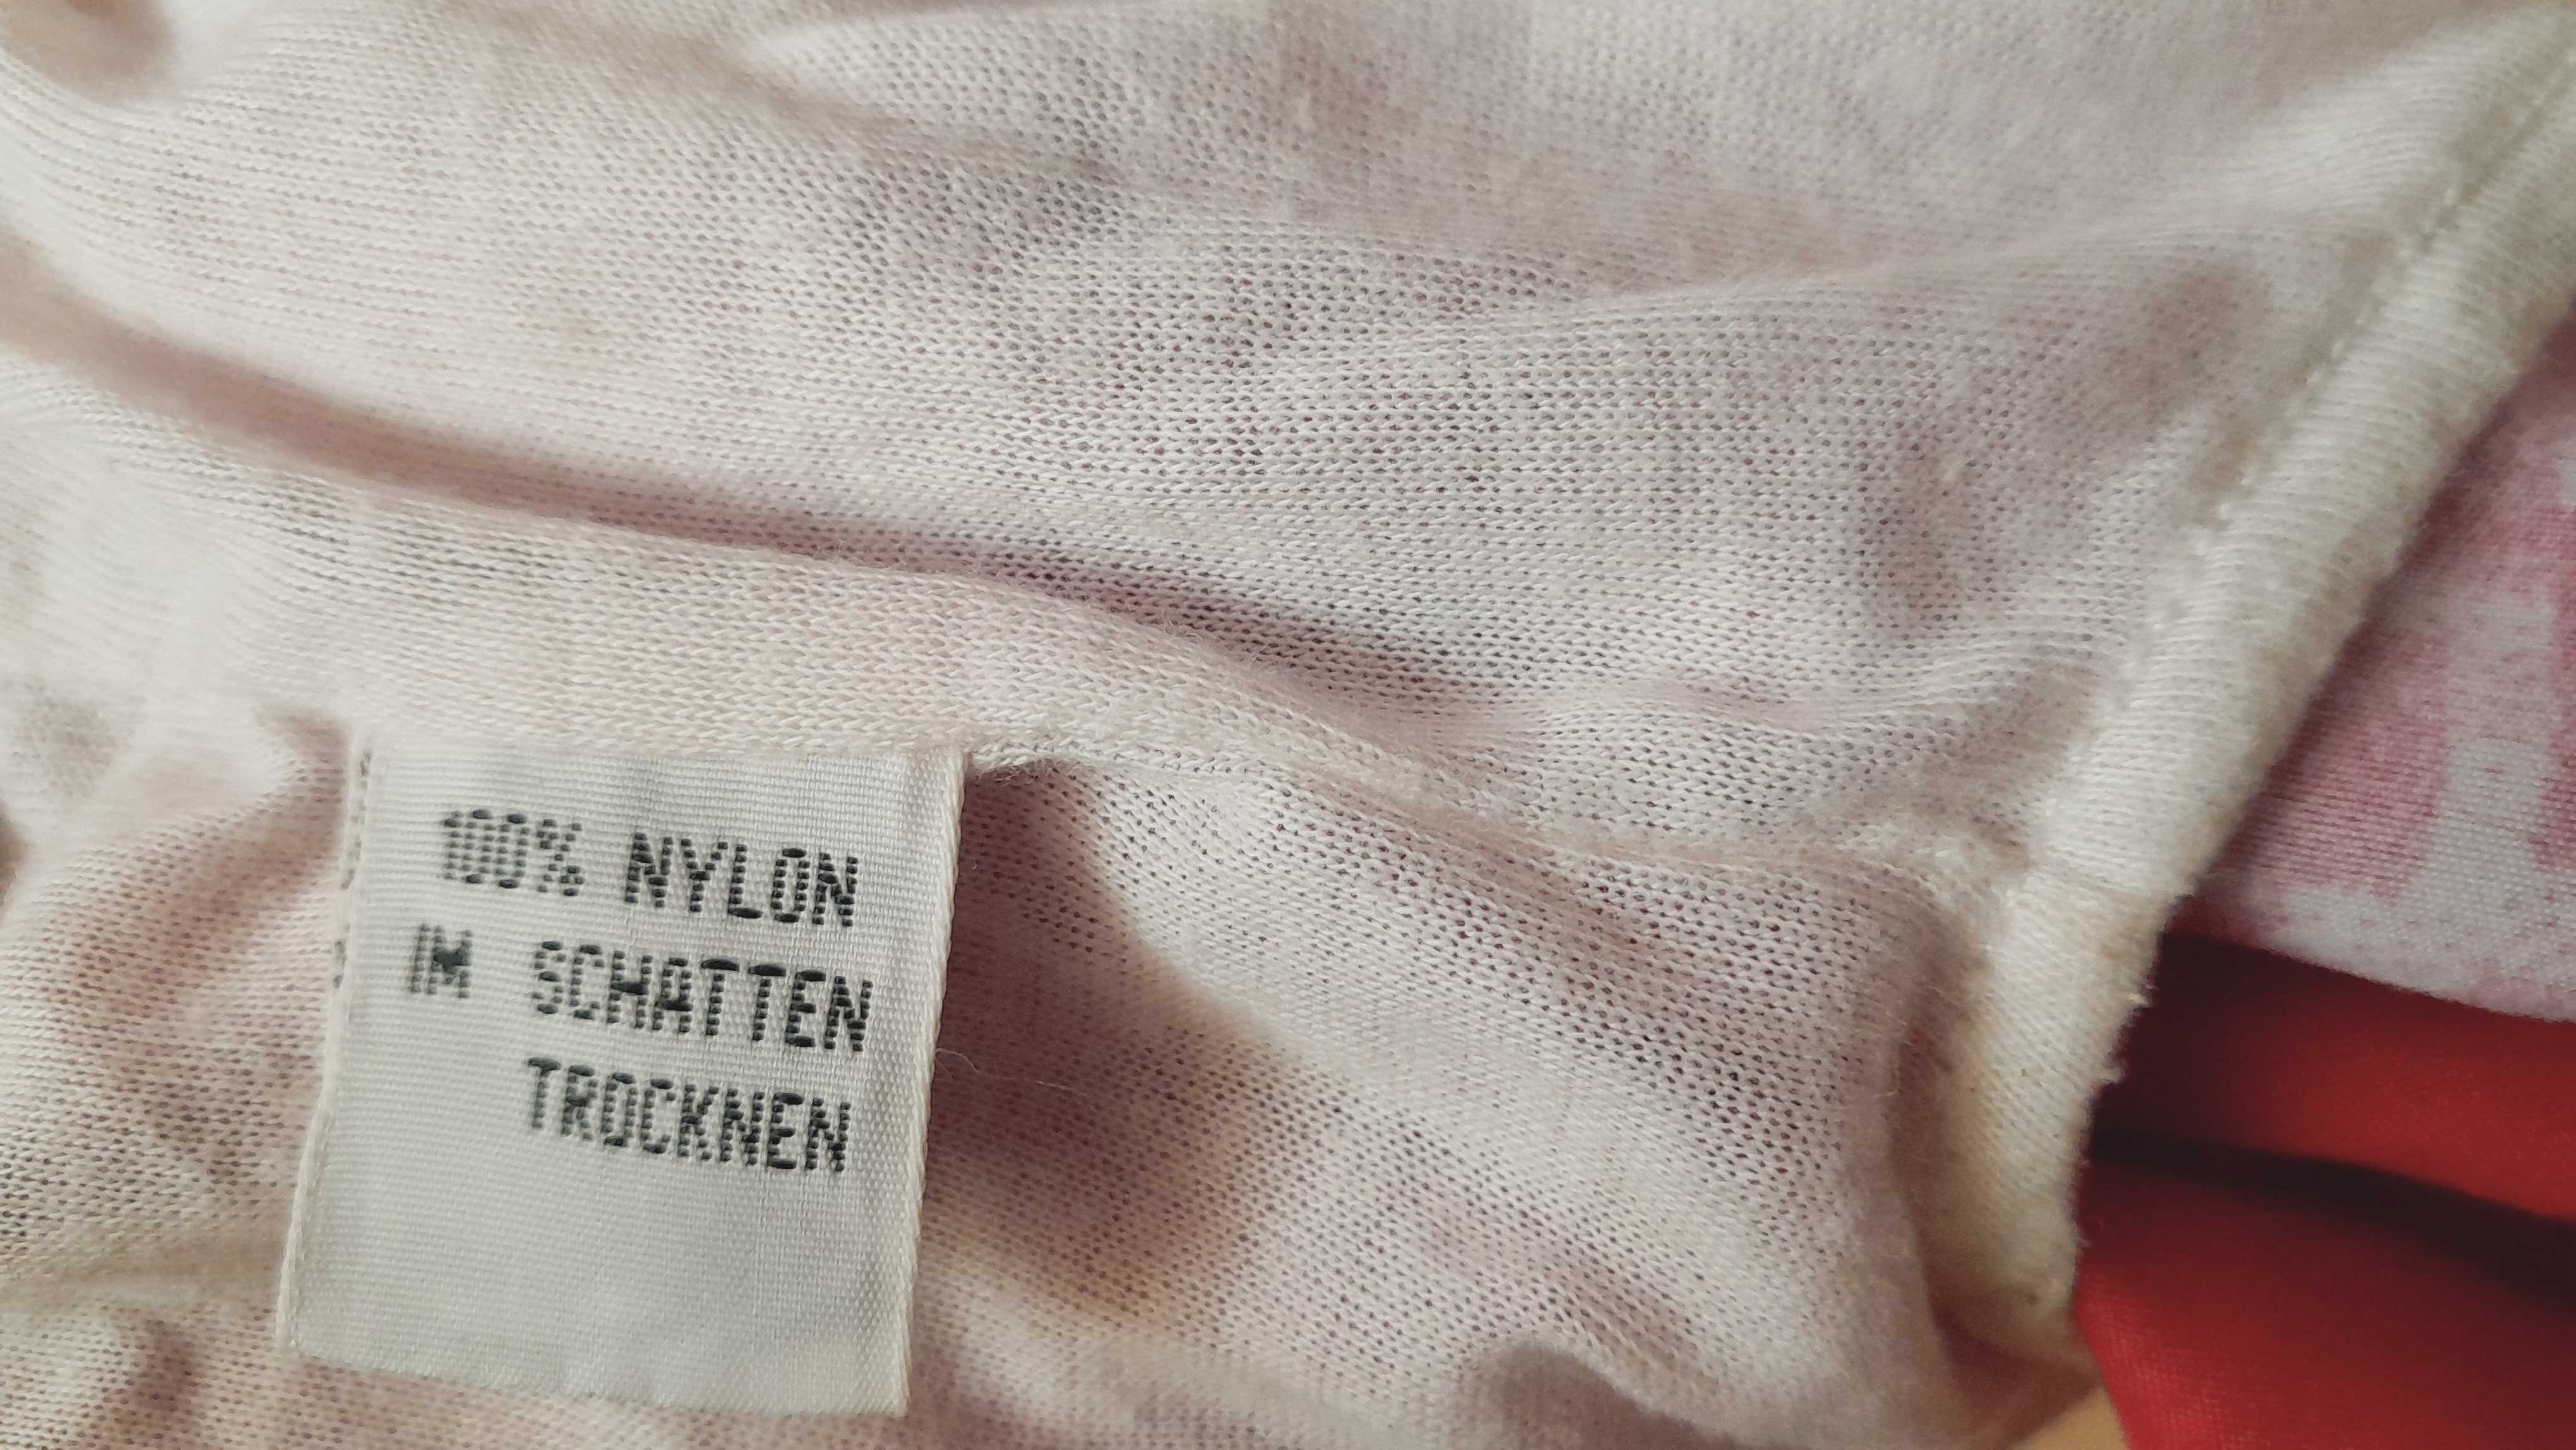 100% NYLON
IM SCHATTEN
TROCKNEN